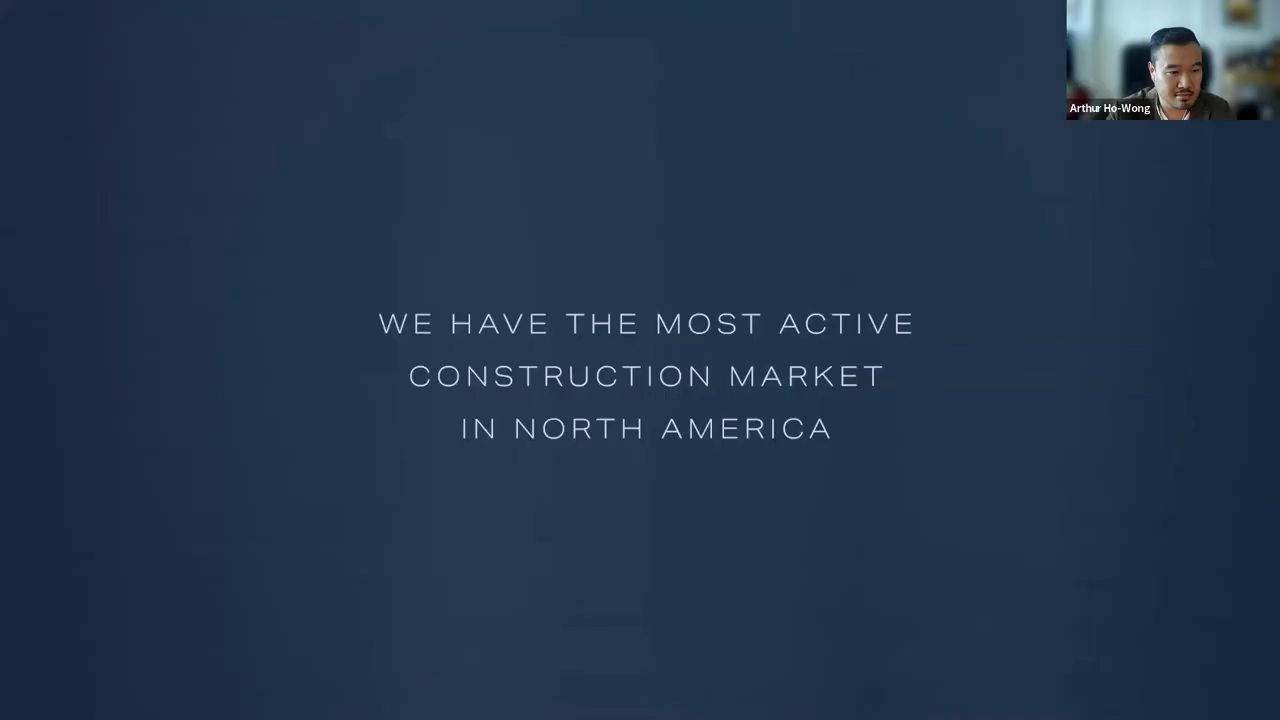 Arthur Ho-Wong
WE HAVE THE MOST ACTIVE
CONSTRUCTION MARKET
IN NORTH AMERICA